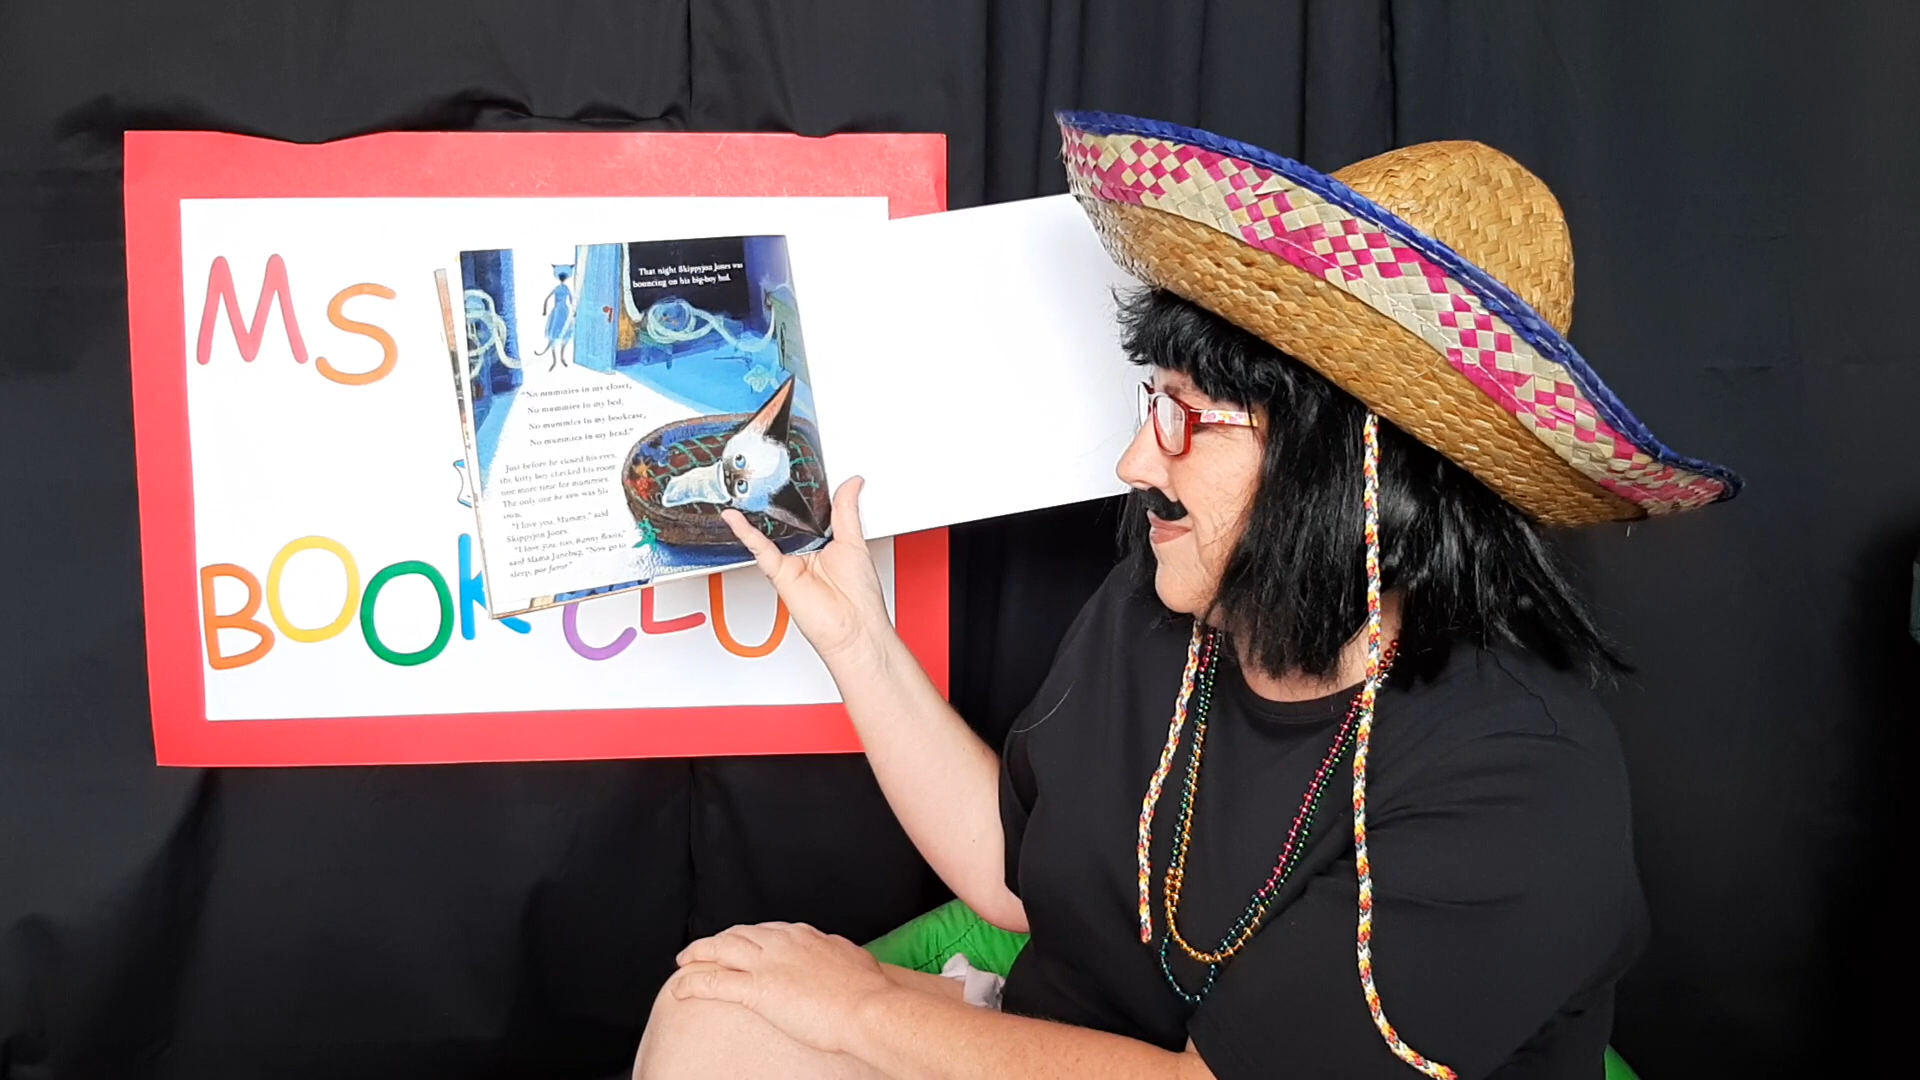 MS
BOOK CLU
That night Skippyjon Jones was
bouncing on his big-boy bed.
"No mummies in my closet,
No mummies in my bed,
No mummies in my bookcase,
No mummies in my head."
Just before he closed his eyes,
the kitty boy checked his room
one more time for mummies.
The only one he saw was his
own.
"I love you, Mummy," said
Skippyjon Jones.
"I love you, too, Bunny Boots,"
said Mama Junebug. "Now go to
sleep, por favor."